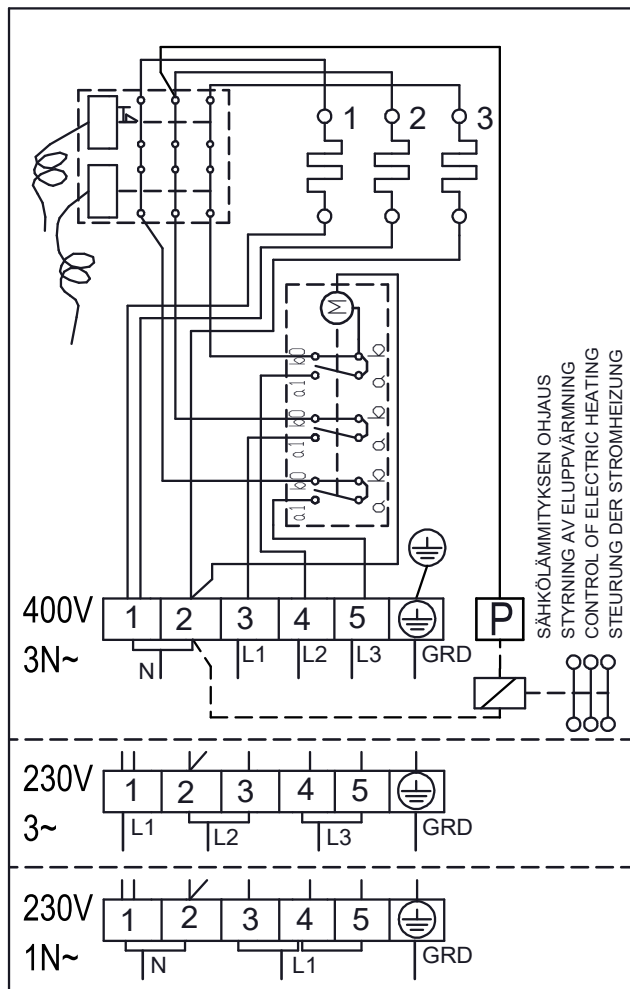 1 2 3
M
b0 b
a1 a
b0 b
a1 a
b0 b
a1 a
SÄHKÖLÄMMITYKSEN OHJAUS
STYRNING AV ELUPPVÄRMNING
CONTROL OF ELECTRIC HEATING
STEURUNG DER STROMHEIZUNG
400V 1 2 3 4 5 P
3N~ N L1 L2 L3 GRD
230V 1 2 3 4 5
3~ L1 L2 L3 GRD
230V 1 2 3 4 5
1N~ N L1 GRD